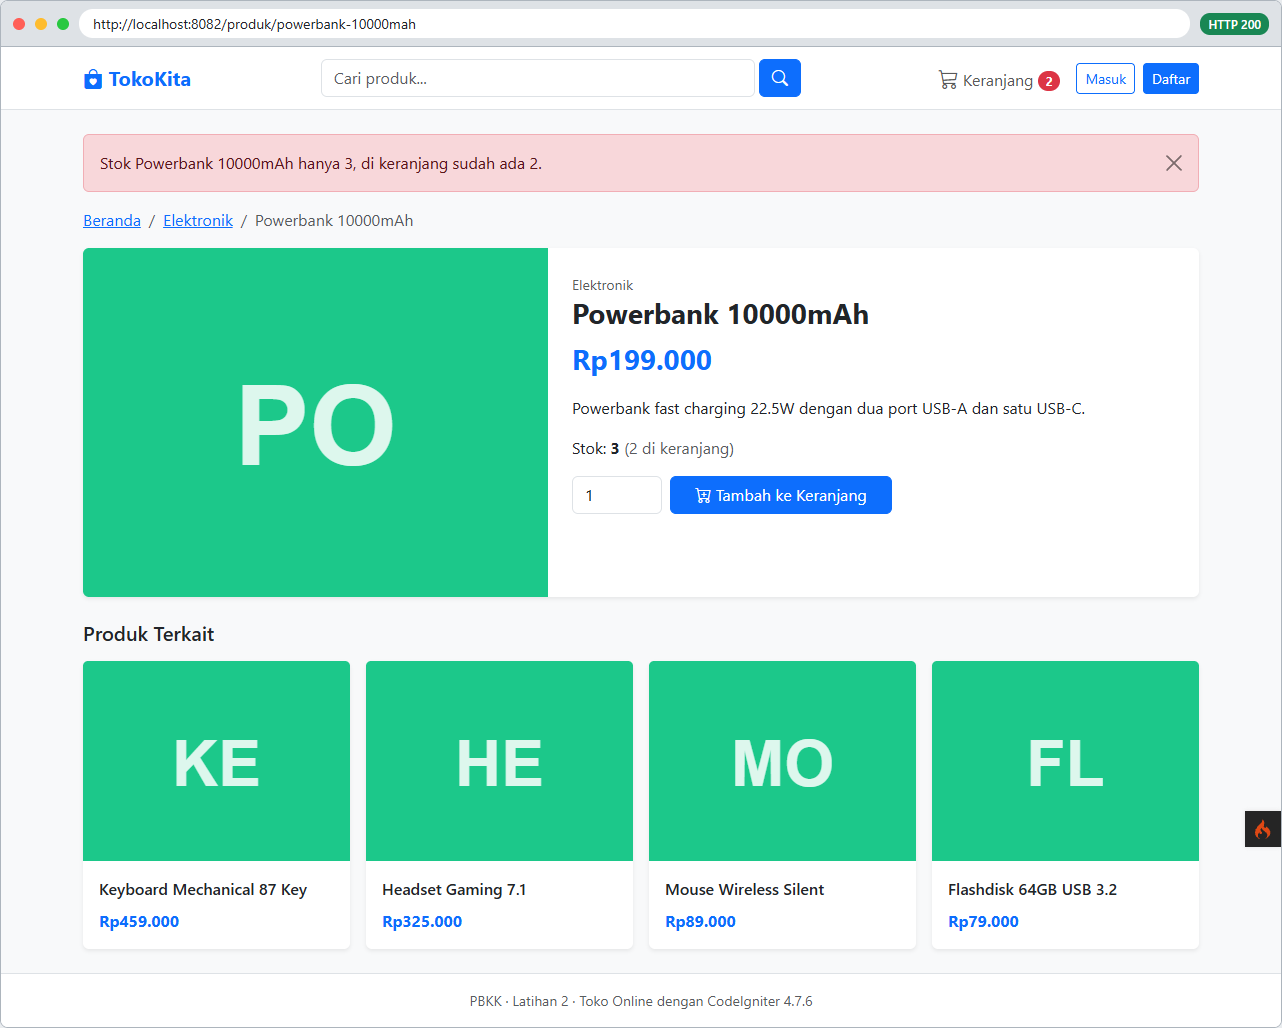 http://localhost:8082/produk/powerbank-10000mah
HTTP 200
TokoKita
Cari produk...
Keranjang 2
Masuk
Daftar
Stok Powerbank 10000mAh hanya 3, di keranjang sudah ada 2.
Beranda / Elektronik / Powerbank 10000mAh
PO
Elektronik
Powerbank 10000mAh
Rp199.000
Powerbank fast charging 22.5W dengan dua port USB-A dan satu USB-C.
Stok: 3 (2 di keranjang)
1
Tambah ke Keranjang
Produk Terkait
KE
HE
MO
FL
Keyboard Mechanical 87 Key
Rp459.000
Headset Gaming 7.1
Rp325.000
Mouse Wireless Silent
Rp89.000
Flashdisk 64GB USB 3.2
Rp79.000
PBKK · Latihan 2 · Toko Online dengan CodeIgniter 4.7.6